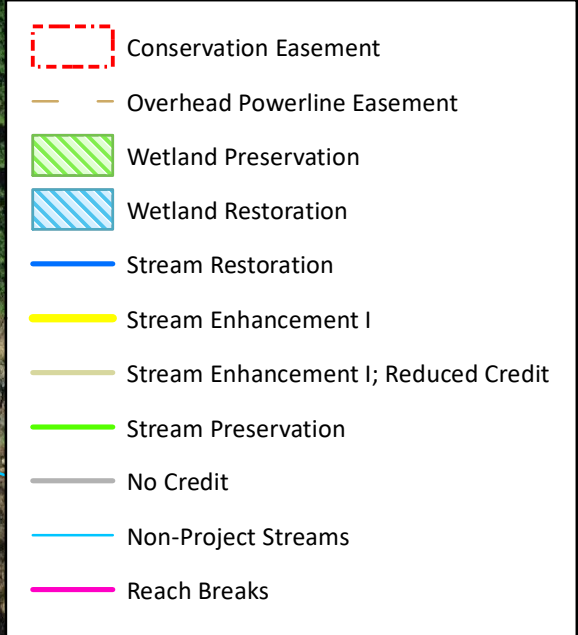 Conservation Easement
Overhead Powerline Easement
Wetland Preservation
Wetland Restoration
Stream Restoration
Stream Enhancement I
Stream Enhancement I; Reduced Credit
Stream Preservation
No Credit
Non-Project Streams
Reach Breaks